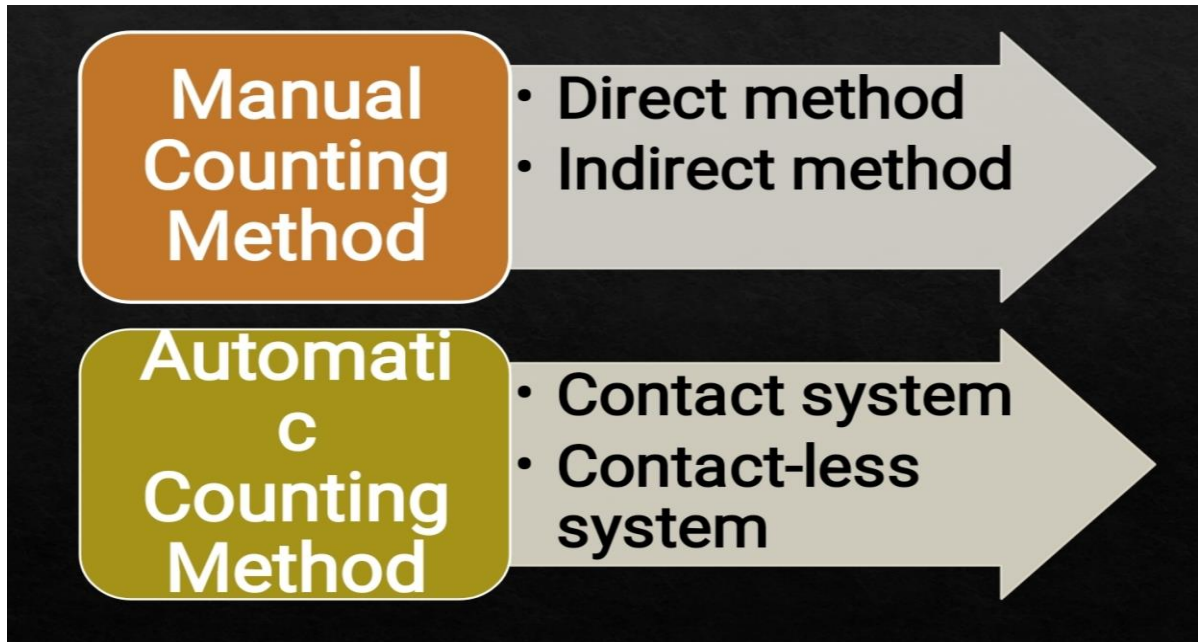 Manual
Counting
Method
• Direct method
• Indirect method
Automati
c
Counting
Method
• Contact system
• Contact-less
system